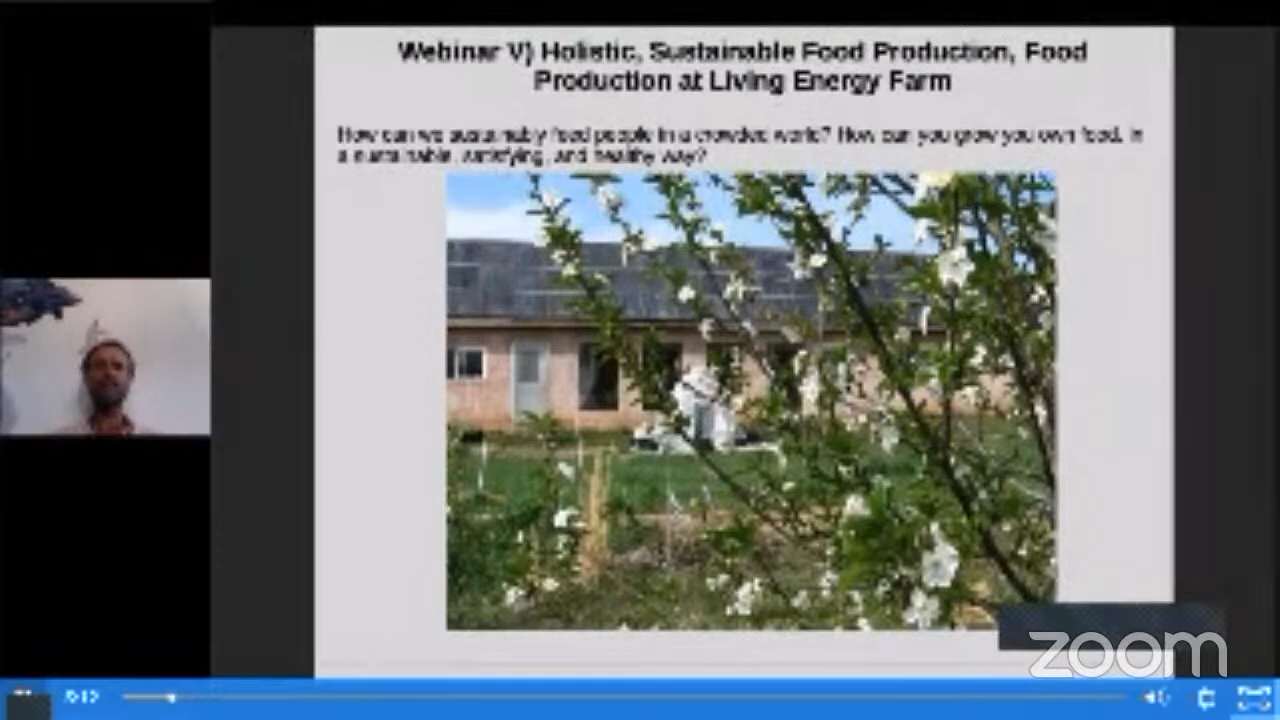 Webinar V) Holistic, Sustainable Food Production, Food
Production at Living Energy Farm
How can we sustainably feed people in a crowded world? How can you grow you own food, in
a sustainable, satisfying, and healthy way?
zoom